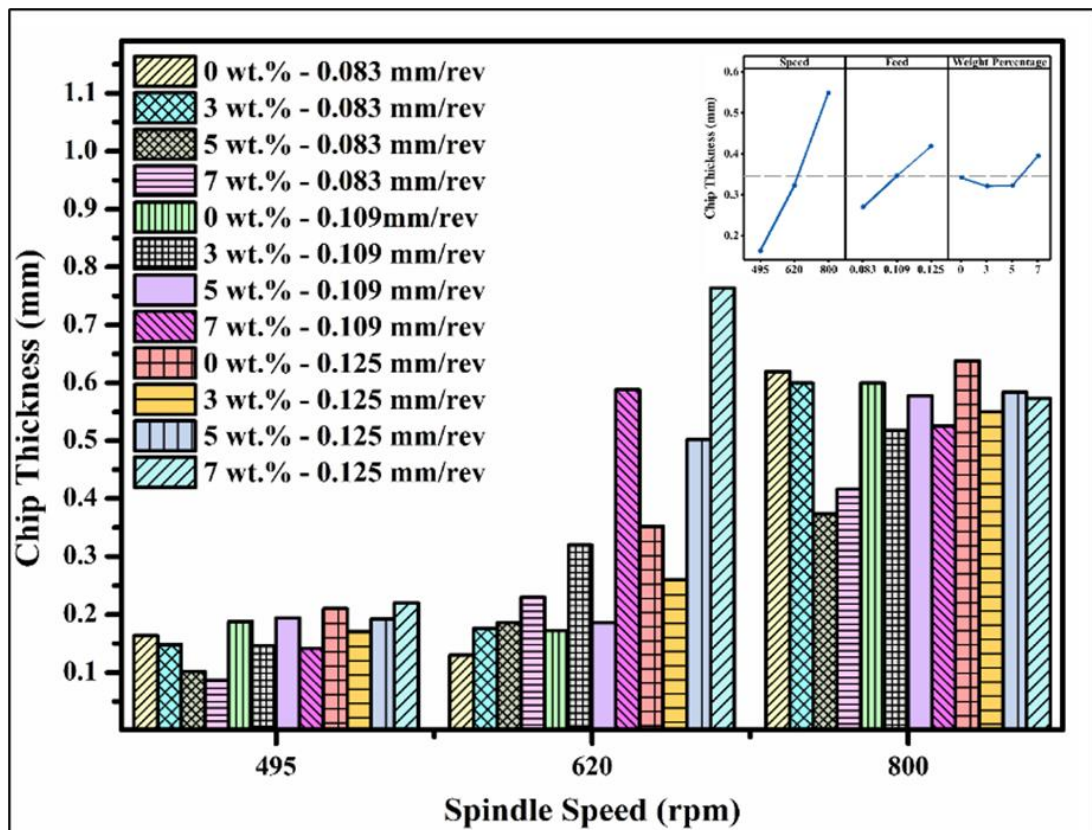 0 wt.% - 0.083 mm/rev
3 wt.% - 0.083 mm/rev
5 wt.% - 0.083 mm/rev
7 wt.% - 0.083 mm/rev
0 wt.% - 0.109mm/rev
3 wt.% - 0.109 mm/rev
5 wt.% - 0.109 mm/rev
7 wt.% - 0.109 mm/rev
0 wt.% - 0.125 mm/rev
3 wt.% - 0.125 mm/rev
5 wt.% - 0.125 mm/rev
7 wt.% - 0.125 mm/rev
Speed Feed Weight Percentage
Chip Thickness (mm)
0.6
0.5
0.4
0.3
0.2
495 620 800 0.083 0.109 0.125 0 3 5 7
Chip Thickness (mm)
1.1
1.0
0.9
0.8
0.7
0.6
0.5
0.4
0.3
0.2
0.1
495 620 800
Spindle Speed (rpm)